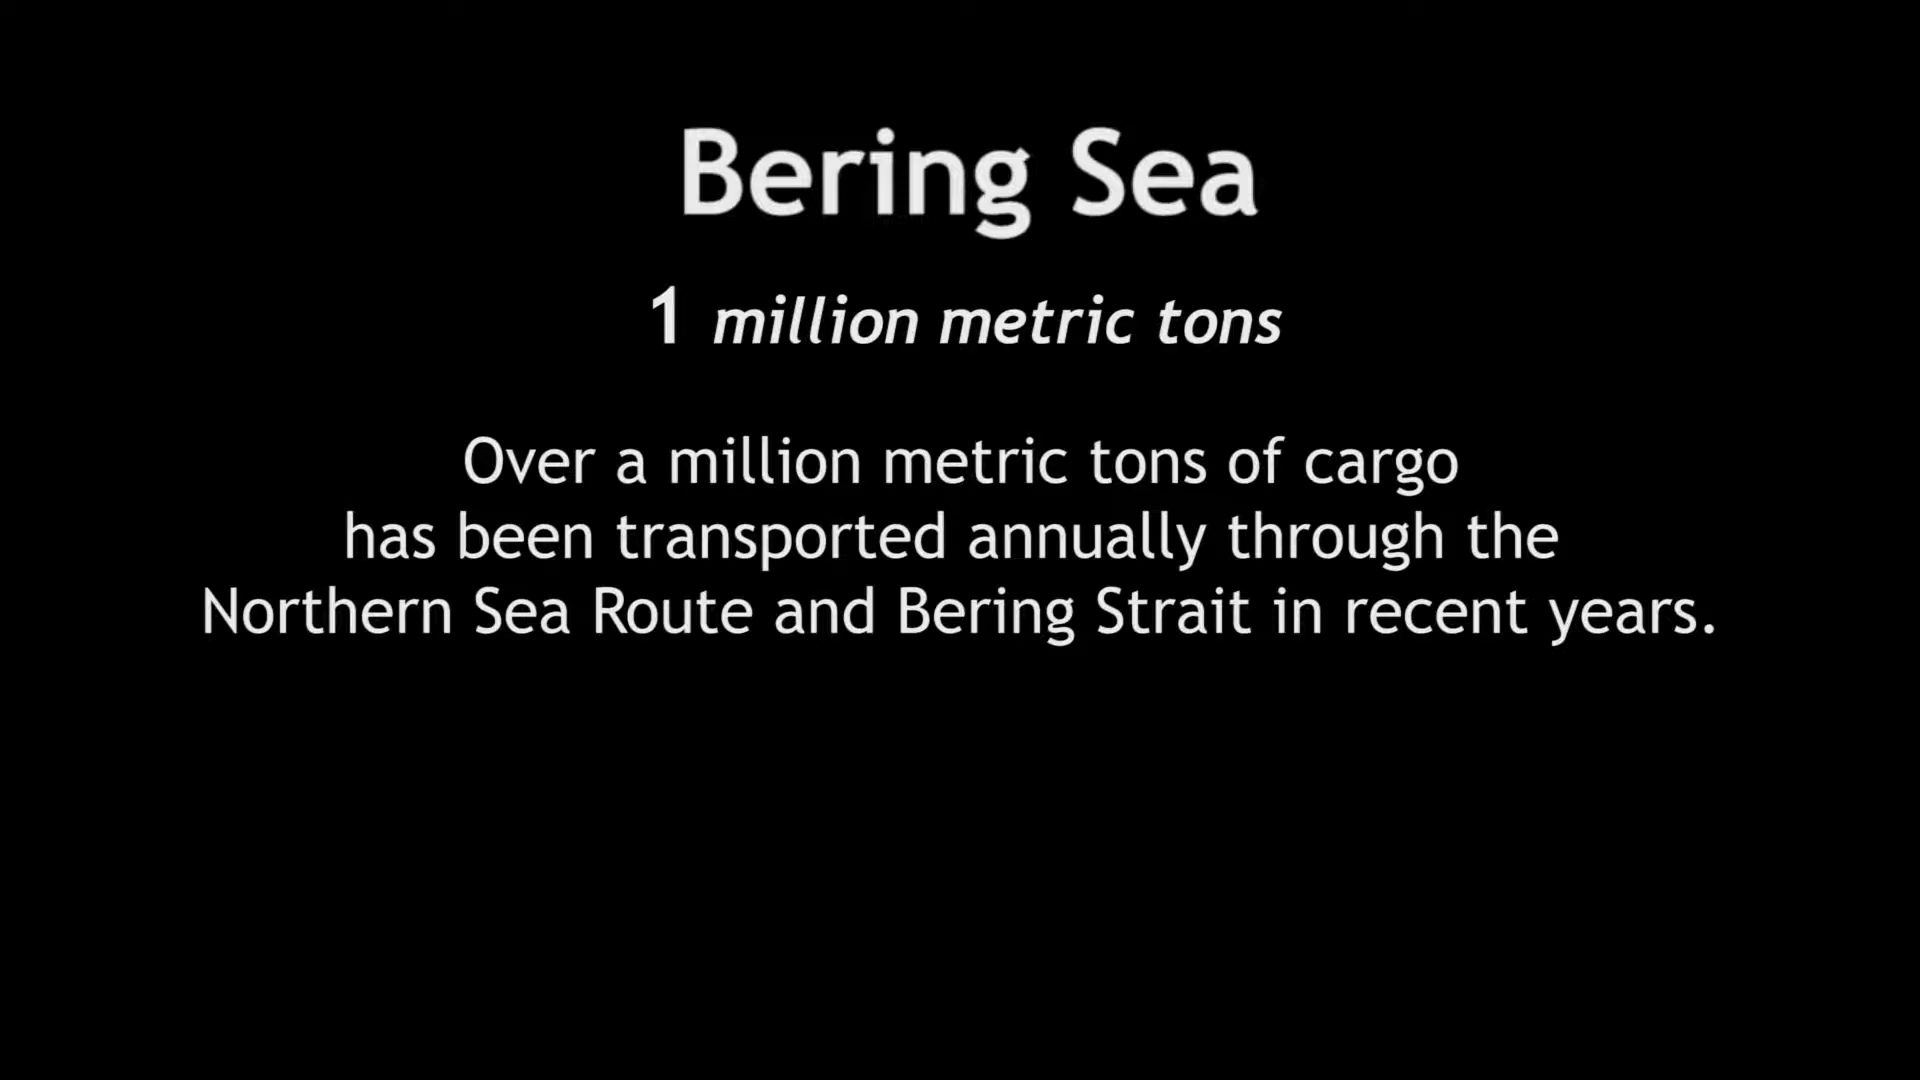 Bering Sea
1 million metric tons
Over a million metric tons of cargo
has been transported annually through the
Northern Sea Route and Bering Strait in recent years.